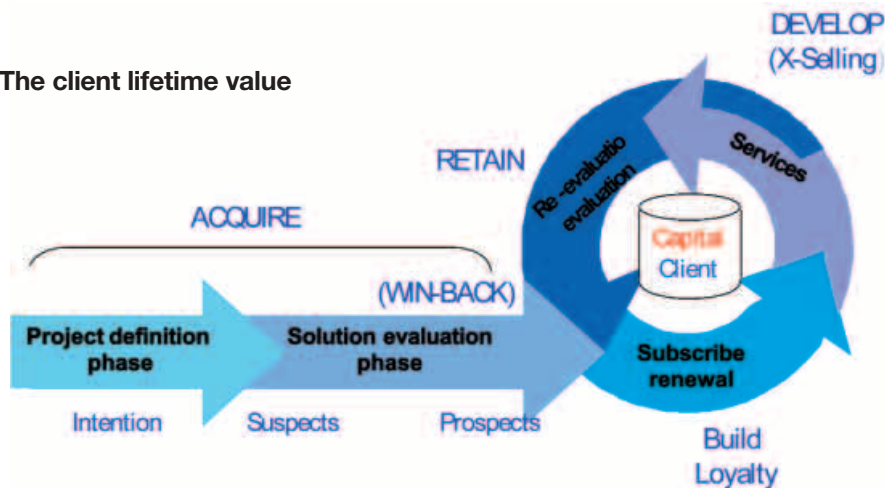 The client lifetime value
DEVELOP
(X-Selling)
RETAIN
Re-evaluatio
evaluation
Services
ACQUIRE
Capital
Client
(WIN-BACK)
Project definition
phase
Solution evaluation
phase
Subscribe
renewal
Intention
Suspects
Prospects
Build
Loyalty